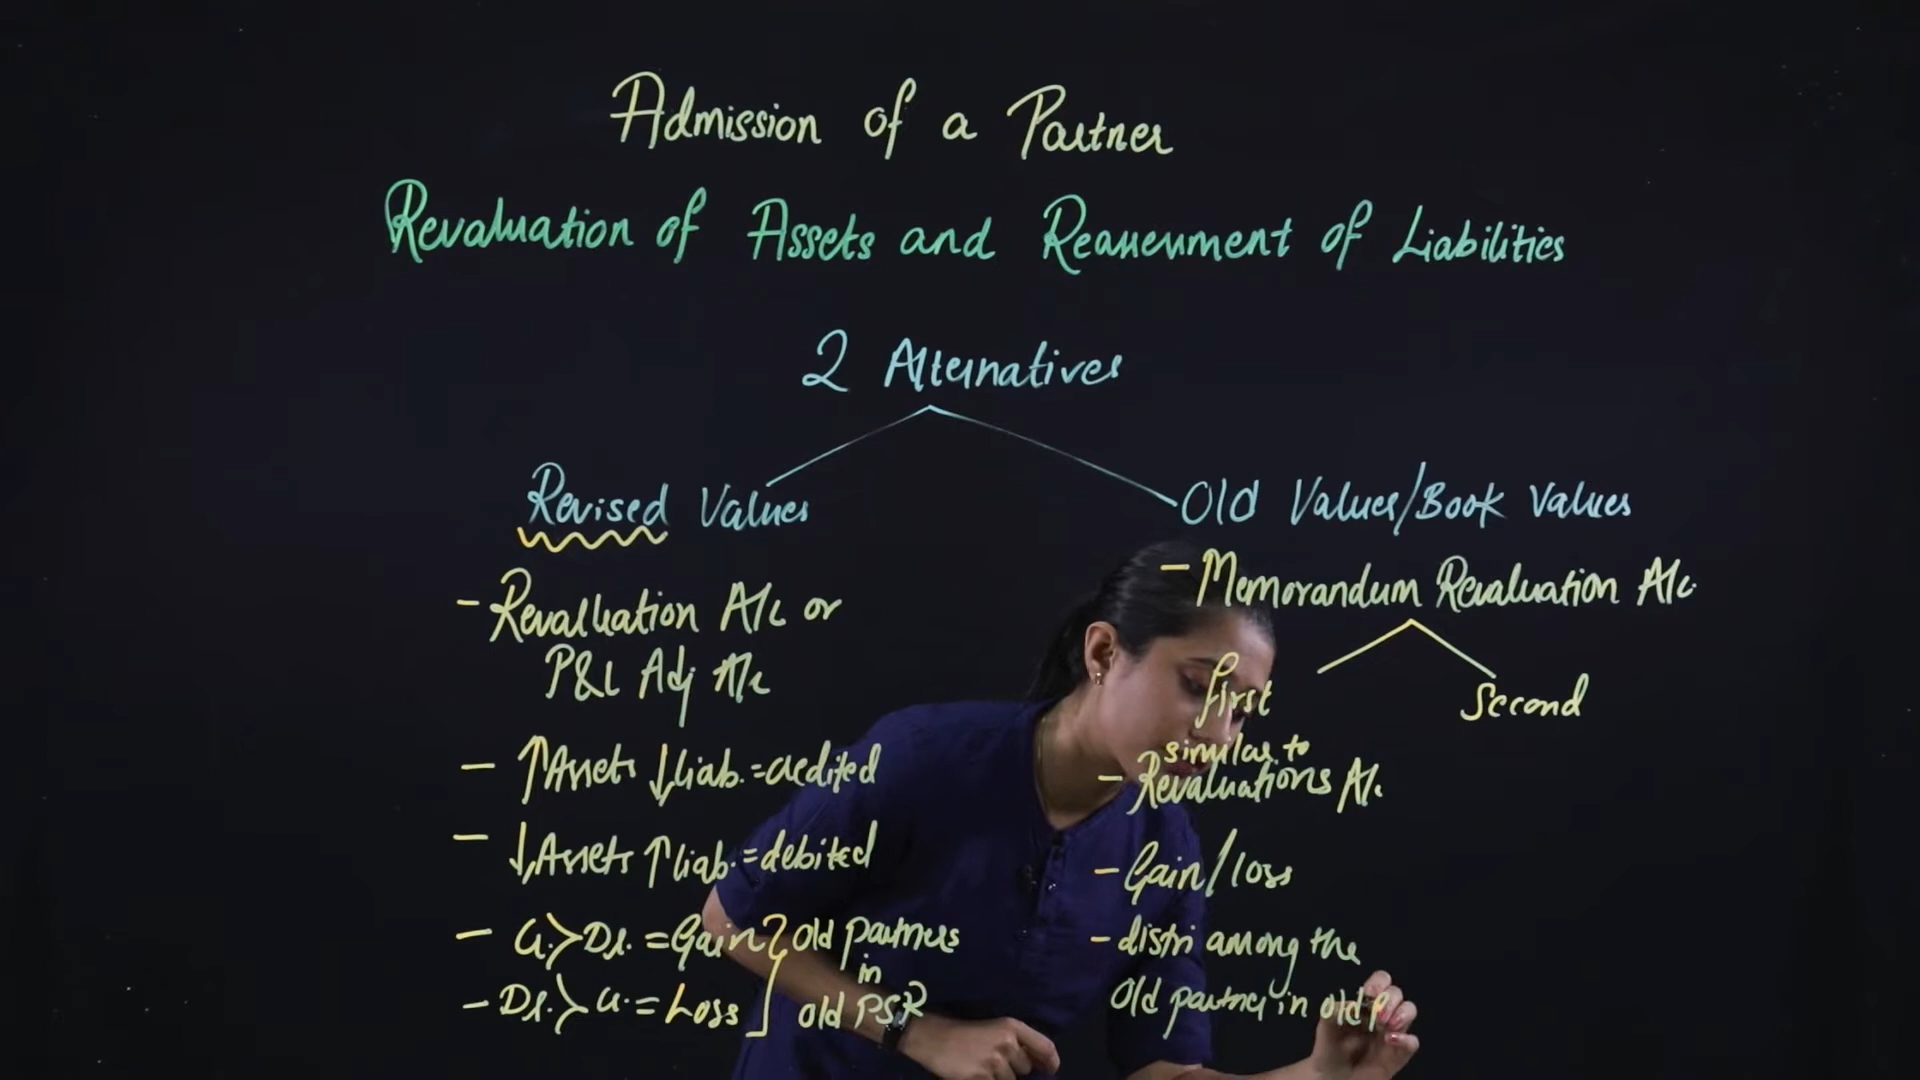 Admission of a Partner
Revaluation of Assets and Reassessment of Liabilities
2 Alternatives
Revised Values
- Revalluation A/c or
P&L Adj A/c
- ↑Assets ↓liab. = credited
- ↓Assets ↑liab. = debited
- Cr. > Dr. = Gain } old partners
in
- Dr. > Cr. = Loss ] old PSR
Old Values/Book Values
- Memorandum Revaluation A/c
First Second
similar to
- Revaluations A/c
- Gain/loss
- distri among the
Old partner in old P